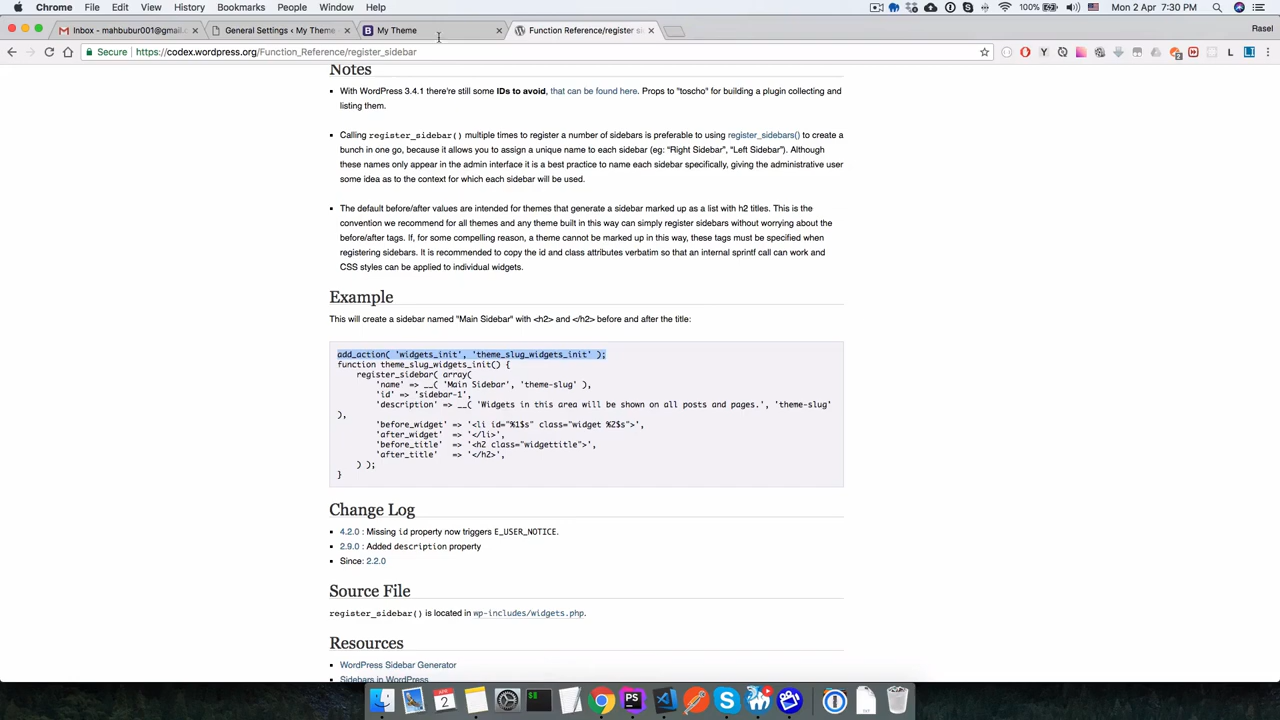 Chrome File Edit View History Bookmarks People Window Help 100% Mon 2 Apr 7:30 PM
Inbox - mahbubur001@gmail.c General Settings ‹ My Theme My Theme Function Reference/register si Rasel
Secure https://codex.wordpress.org/Function_Reference/register_sidebar
Notes
With WordPress 3.4.1 there're still some IDs to avoid, that can be found here. Props to "toscho" for building a plugin collecting and
listing them.
Calling register_sidebar() multiple times to register a number of sidebars is preferable to using register_sidebars() to create a
bunch in one go, because it allows you to assign a unique name to each sidebar (eg: "Right Sidebar", "Left Sidebar"). Although
these names only appear in the admin interface it is a best practice to name each sidebar specifically, giving the administrative user
some idea as to the context for which each sidebar will be used.
The default before/after values are intended for themes that generate a sidebar marked up as a list with h2 titles. This is the
convention we recommend for all themes and any theme built in this way can simply register sidebars without worrying about the
before/after tags. If, for some compelling reason, a theme cannot be marked up in this way, these tags must be specified when
registering sidebars. It is recommended to copy the id and class attributes verbatim so that an internal sprintf call can work and
CSS styles can be applied to individual widgets.
Example
This will create a sidebar named "Main Sidebar" with <h2> and </h2> before and after the title:
add_action( 'widgets_init', 'theme_slug_widgets_init' );
function theme_slug_widgets_init() {
register_sidebar( array(
'name' => __( 'Main Sidebar', 'theme-slug' ),
'id' => 'sidebar-1',
'description' => __( 'Widgets in this area will be shown on all posts and pages.', 'theme-slug'
),
'before_widget' => '<li id="%1$s" class="widget %2$s">',
'after_widget' => '</li>',
'before_title' => '<h2 class="widgettitle">',
'after_title' => '</h2>',
) );
}
Change Log
4.2.0 : Missing id property now triggers E_USER_NOTICE.
2.9.0 : Added description property
Since: 2.2.0
Source File
register_sidebar() is located in wp-includes/widgets.php.
Resources
WordPress Sidebar Generator
Sidebars in WordPress